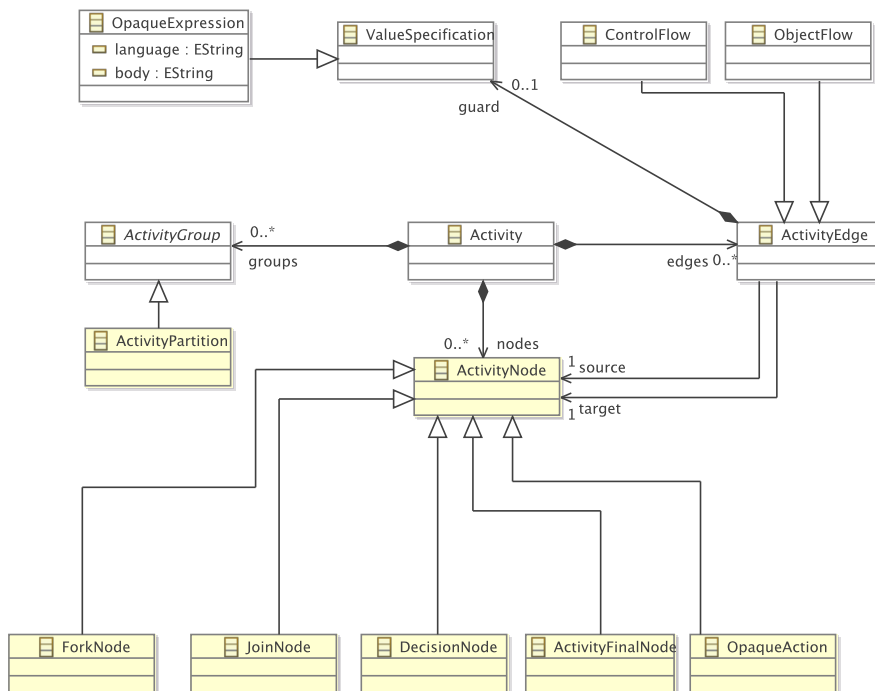 OpaqueExpression
language : EString
body : EString
ValueSpecification
ControlFlow
ObjectFlow
0..1
guard
ActivityGroup
0..*
groups
Activity
edges 0..*
ActivityEdge
ActivityPartition
0..* nodes
ActivityNode
1 source
1 target
ForkNode
JoinNode
DecisionNode
ActivityFinalNode
OpaqueAction